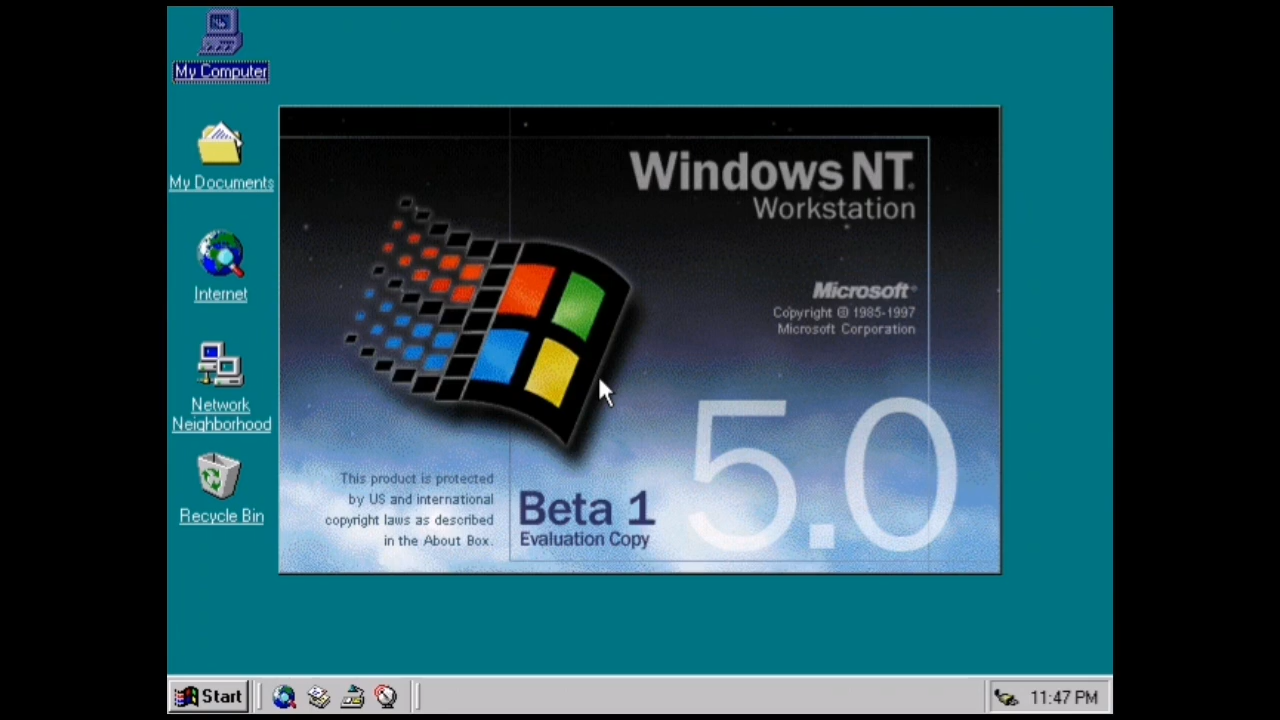 My Computer
My Documents
Internet
Network
Neighborhood
Recycle Bin
Windows NT.
Workstation
Microsoft®
Copyright © 1985-1997
Microsoft Corporation
5.0
This product is protected
by US and international
copyright laws as described
in the About Box.
Beta 1
Evaluation Copy
Start
11:47 PM